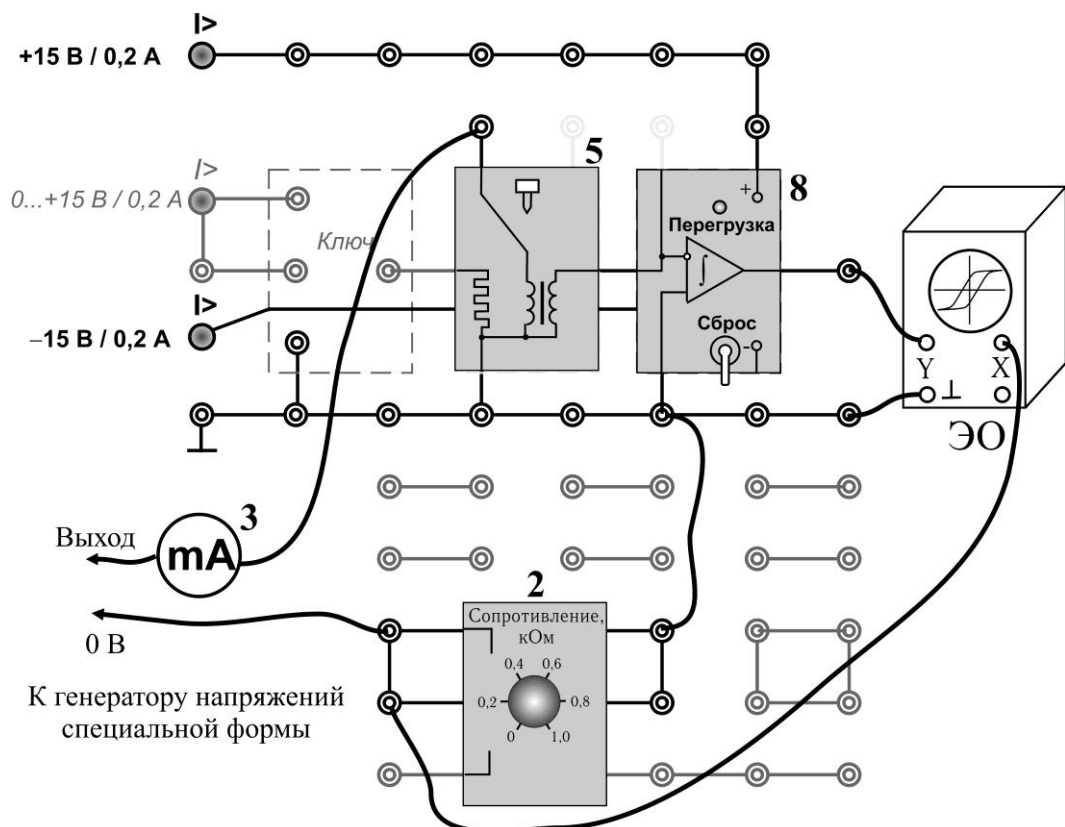 I>
+15 В / 0,2 А
5
8
I>
0...+15 В / 0,2 А
+
Перегрузка
Ключ
∫
I>
–15 В / 0,2 А
Сброс
-
Y
X
⊥
ЭО
3
Выход
mA
2
Сопротивление,
кОм
0,4 0,6
0,2 0,8
0 1,0
0 В
К генератору напряжений
специальной формы